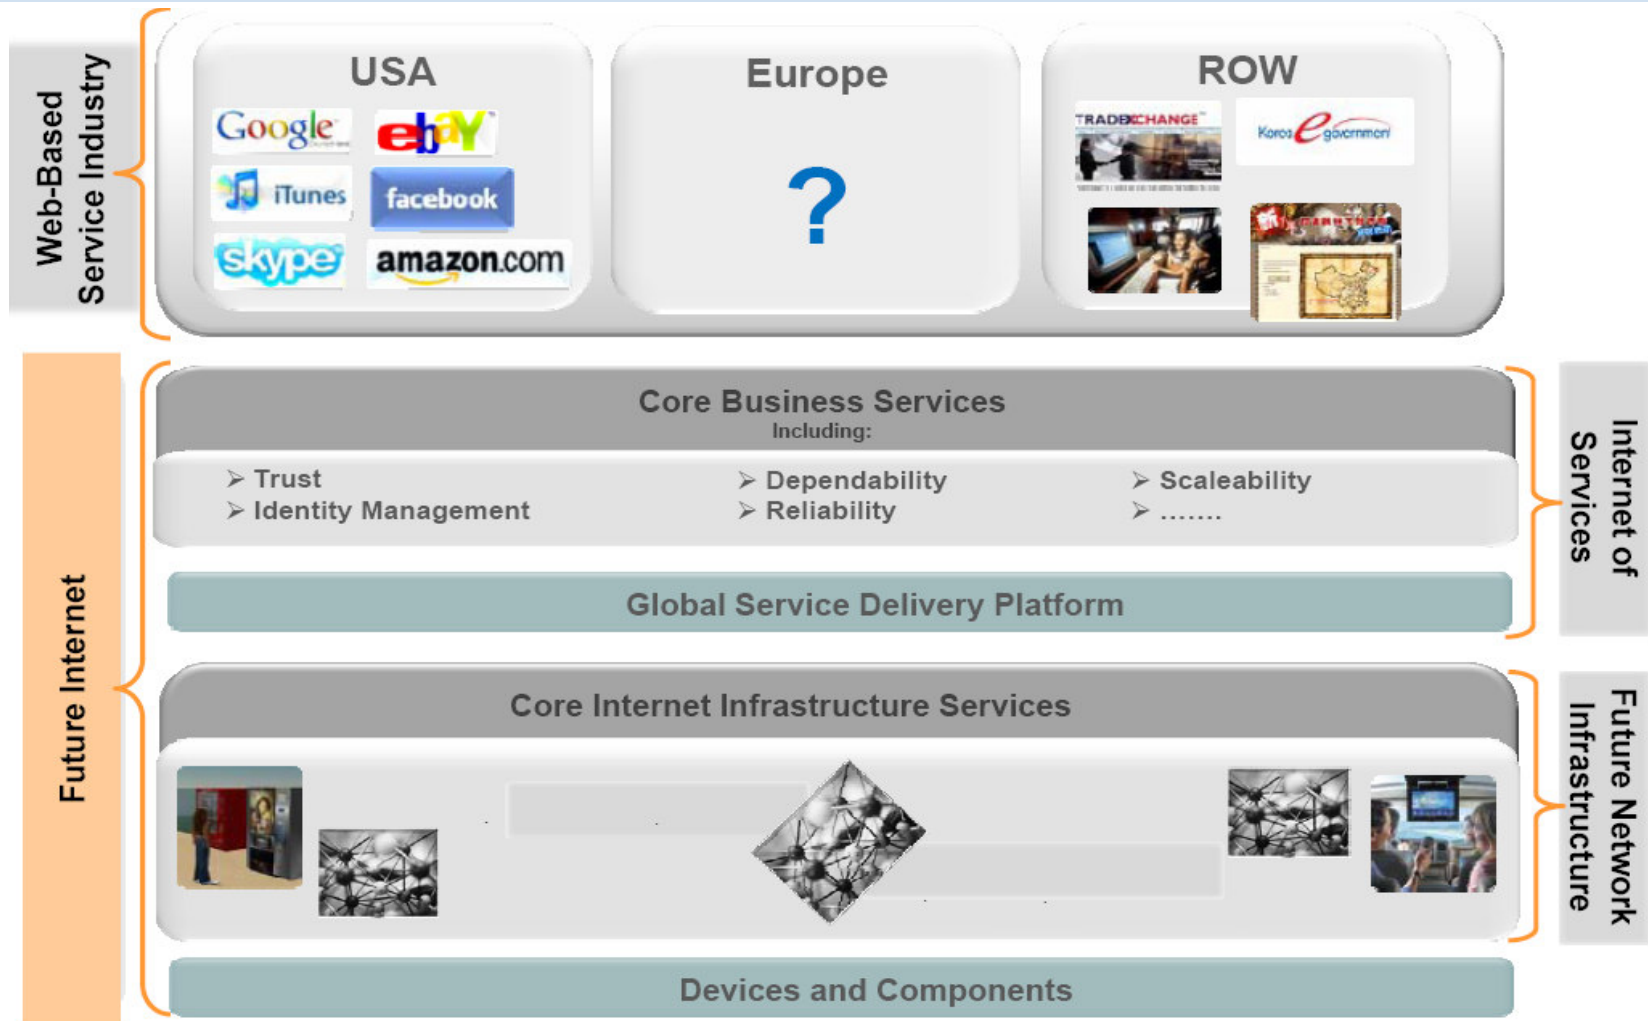 Web-Based
Service Industry
USA
Google
ebaY
iTunes
facebook
skype
amazon.com
Europe
?
ROW
TRADEXCHANGE
Korea e government
新
Future Internet
Core Business Services
Including:
➢ Trust
➢ Identity Management
➢ Dependability
➢ Reliability
➢ Scaleability
➢ .......
Global Service Delivery Platform
Internet of
Services
Core Internet Infrastructure Services
Future Network
Infrastructure
Devices and Components